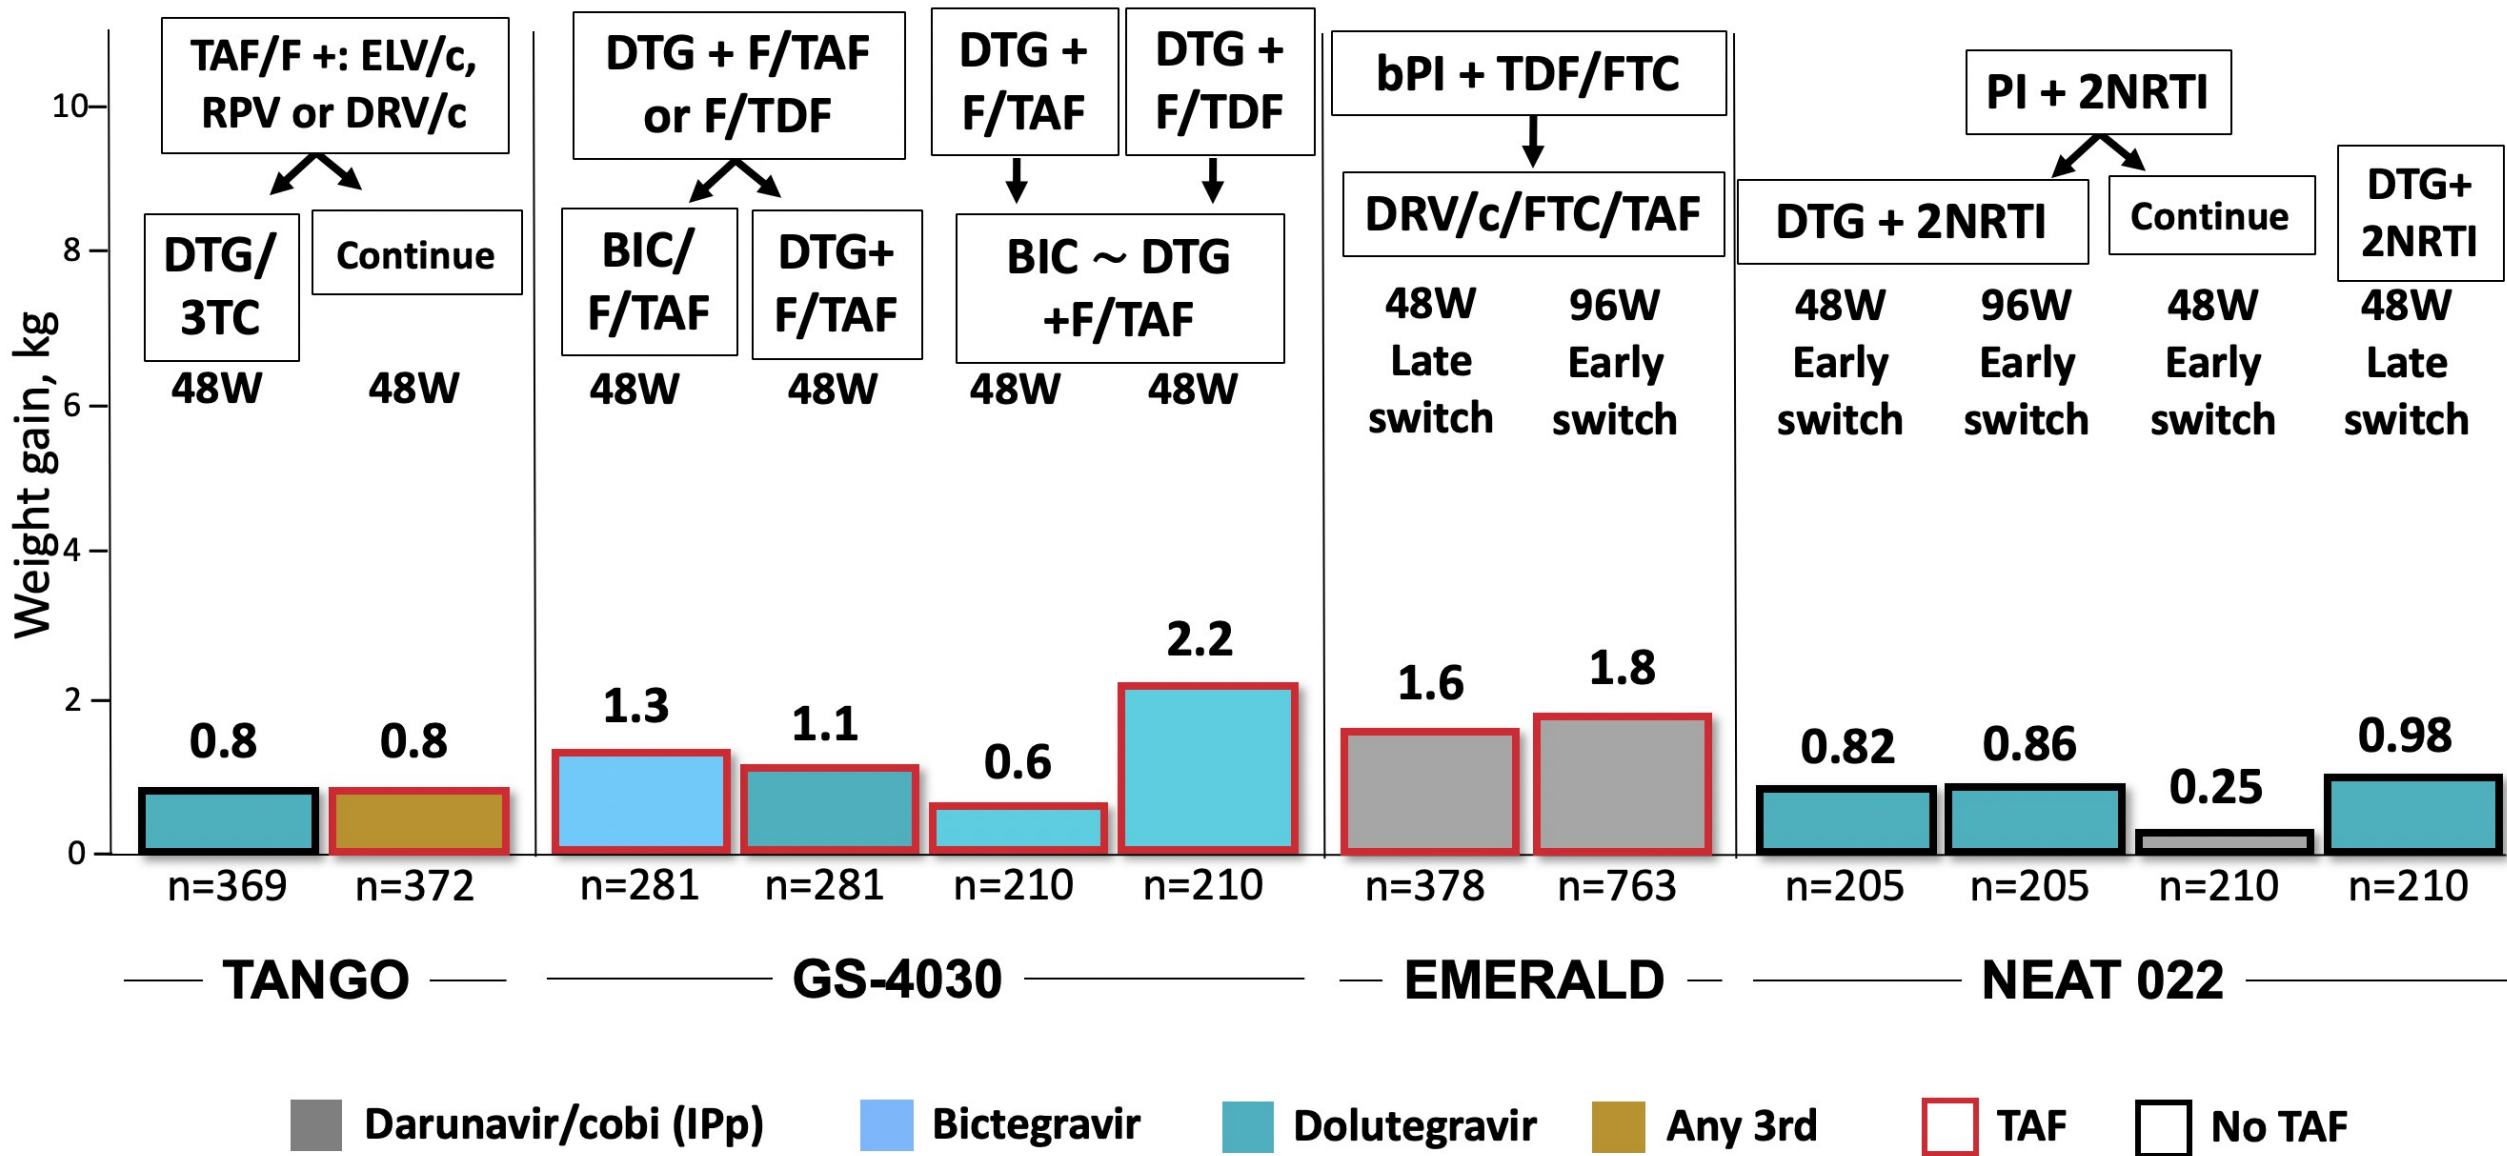 TAF/F +: ELV/c,
RPV or DRV/c
DTG/
3TC
48W
Continue
48W
DTG + F/TAF
or F/TDF
BIC/
F/TAF
48W
DTG+
F/TAF
48W
DTG +
F/TAF
DTG +
F/TDF
BIC ~ DTG
+F/TAF
48W
48W
bPI + TDF/FTC
DRV/c/FTC/TAF
48W
Late
switch
96W
Early
switch
PI + 2NRTI
DTG + 2NRTI
Continue
DTG+
2NRTI
48W
Early
switch
96W
Early
switch
48W
Early
switch
48W
Late
switch
Weight gain, kg
10
8
6
4
2
0
0.8
0.8
1.3
1.1
0.6
2.2
1.6
1.8
0.82
0.86
0.25
0.98
n=369
n=372
n=281
n=281
n=210
n=210
n=378
n=763
n=205
n=205
n=210
n=210
TANGO
GS-4030
EMERALD
NEAT 022
Darunavir/cobi (IPp)
Bictegravir
Dolutegravir
Any 3rd
TAF
No TAF